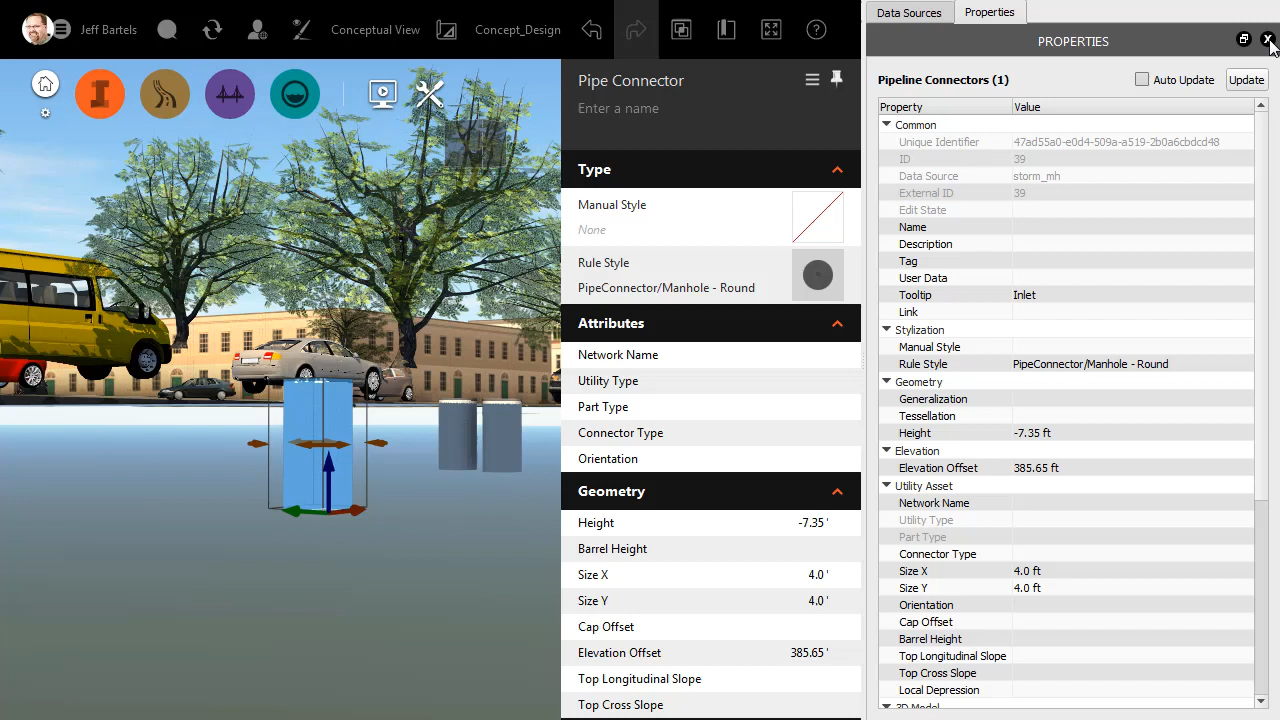 Jeff Bartels
Conceptual View
Concept_Design
Pipe Connector
Enter a name
Type
Manual Style
None
Rule Style
PipeConnector/Manhole - Round
Attributes
Network Name
Utility Type
Part Type
Connector Type
Orientation
Geometry
Height -7.35 '
Barrel Height
Size X 4.0 '
Size Y 4.0 '
Cap Offset
Elevation Offset 385.65 '
Top Longitudinal Slope
Top Cross Slope
Data Sources Properties
PROPERTIES
Pipeline Connectors (1) Auto Update Update
Property Value
Common
Unique Identifier 47ad55a0-e0d4-509a-a519-2b0a6cbdcd48
ID 39
Data Source storm_mh
External ID 39
Edit State
Name
Description
Tag
User Data
Tooltip Inlet
Link
Stylization
Manual Style
Rule Style PipeConnector/Manhole - Round
Geometry
Generalization
Tessellation
Height -7.35 ft
Elevation
Elevation Offset 385.65 ft
Utility Asset
Network Name
Utility Type
Part Type
Connector Type
Size X 4.0 ft
Size Y 4.0 ft
Orientation
Cap Offset
Barrel Height
Top Longitudinal Slope
Top Cross Slope
Local Depression
3D Model